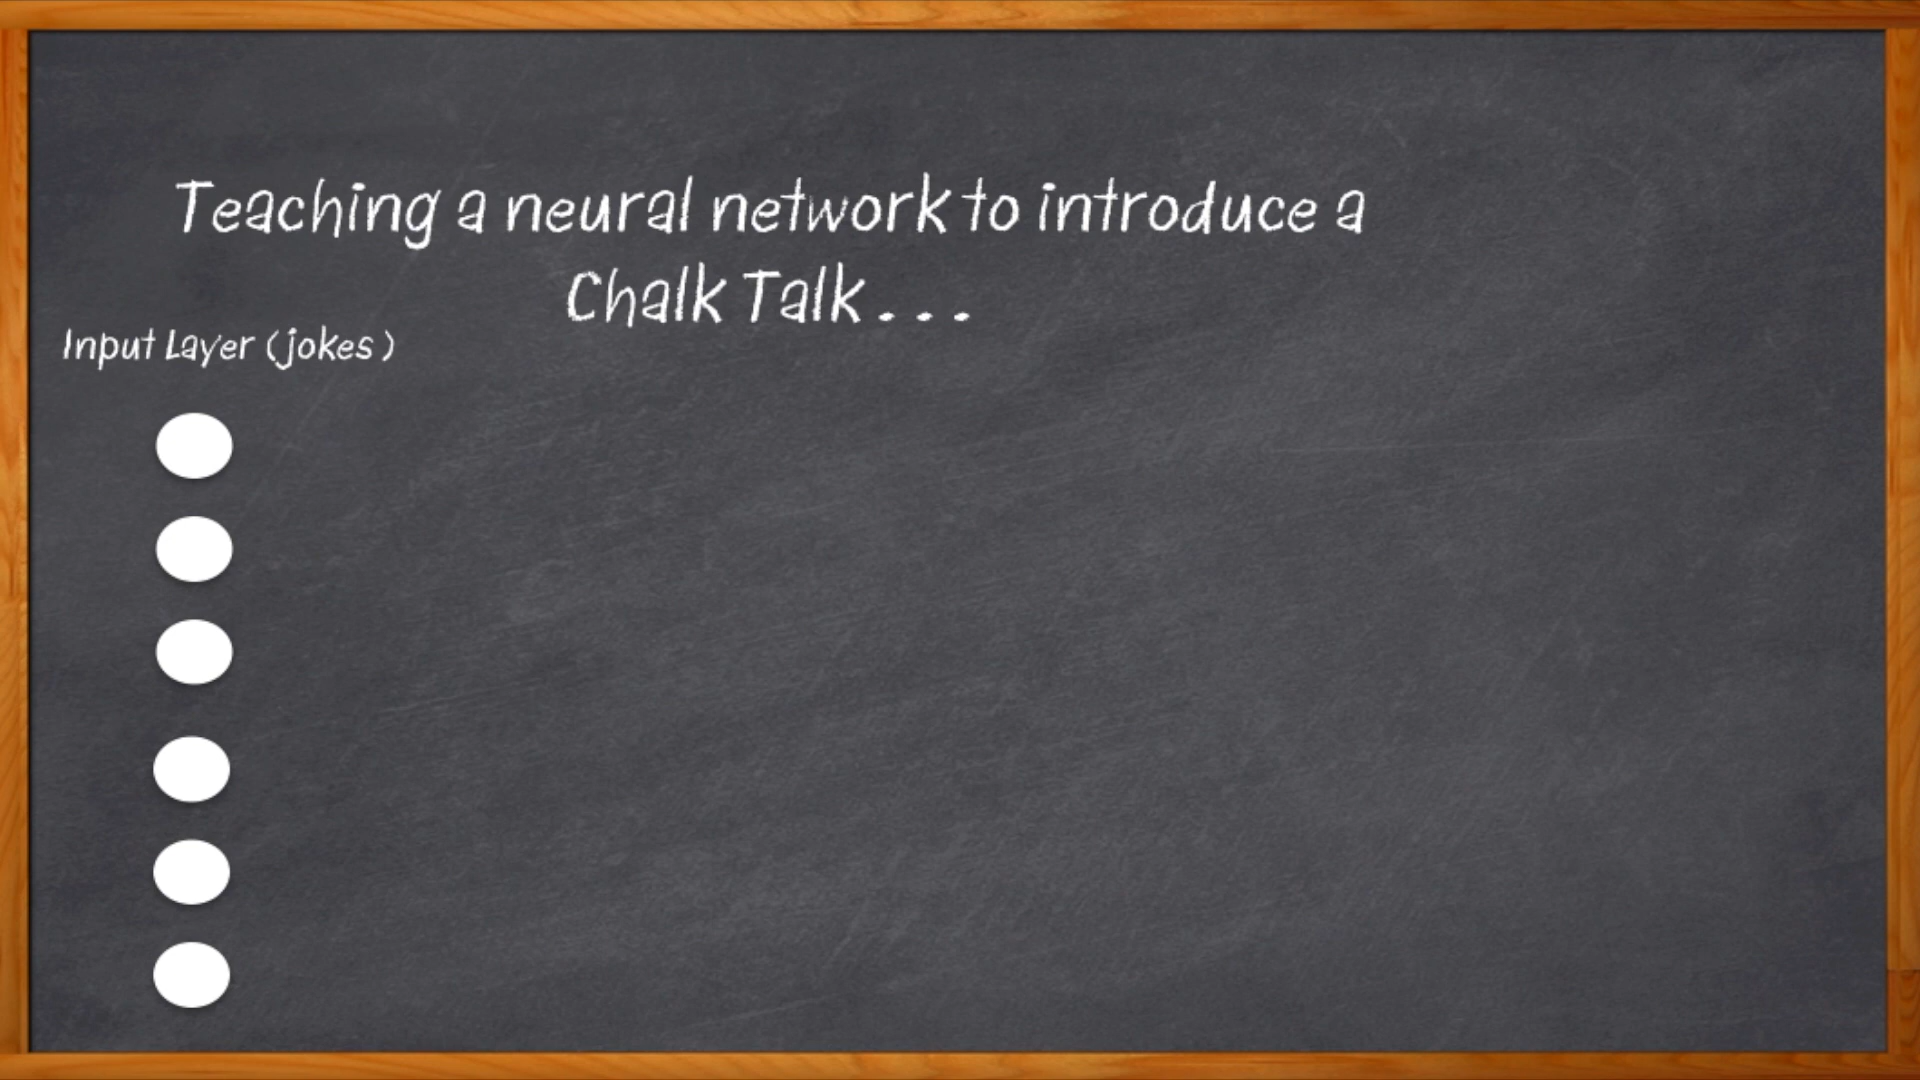 Teaching a neural network to introduce a
Chalk Talk . . .
Input Layer (jokes )